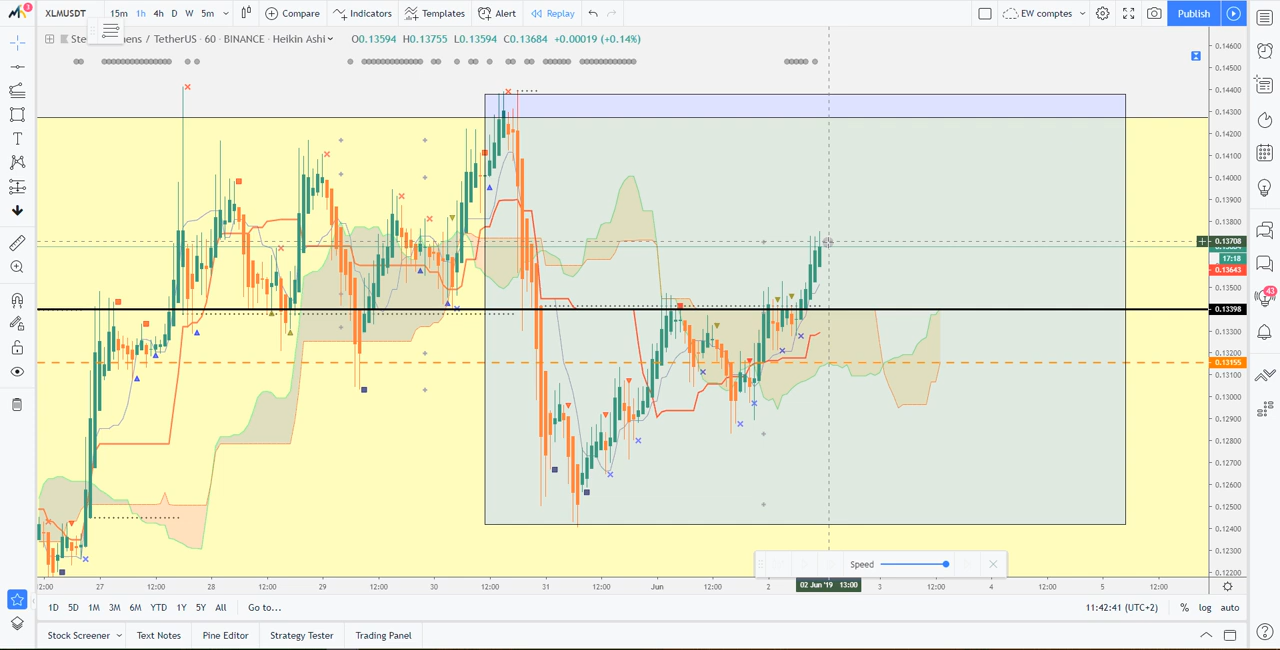 1
XLMUSDT
15m 1h 4h D W 5m
Compare
Indicators
Templates
Alert
Replay
EW comptes
Publish
/ TetherUS · 60 · BINANCE · Heikin Ashi
O0.13594 H0.13755 L0.13594 C0.13684 +0.00019 (+0.14%)
0.14600
0.14500
0.14400
0.14300
0.14200
0.14100
0.14000
0.13900
0.13800
0.13708
17:18
0.13643
0.13500
0.13398
0.13300
0.13200
0.13155
0.13100
0.13000
0.12900
0.12800
0.12700
0.12600
0.12500
0.12400
0.12300
0.12200
43
Speed
27 12:00 28 12:00 29 12:00 30 12:00 31 12:00 Jun 12:00 2 02 Jun '19 13:00 3 12:00 4 12:00 5 12:00
1D 5D 1M 3M 6M YTD 1Y 5Y All Go to...
11:42:41 (UTC+2) % log auto
Stock Screener Text Notes Pine Editor Strategy Tester Trading Panel